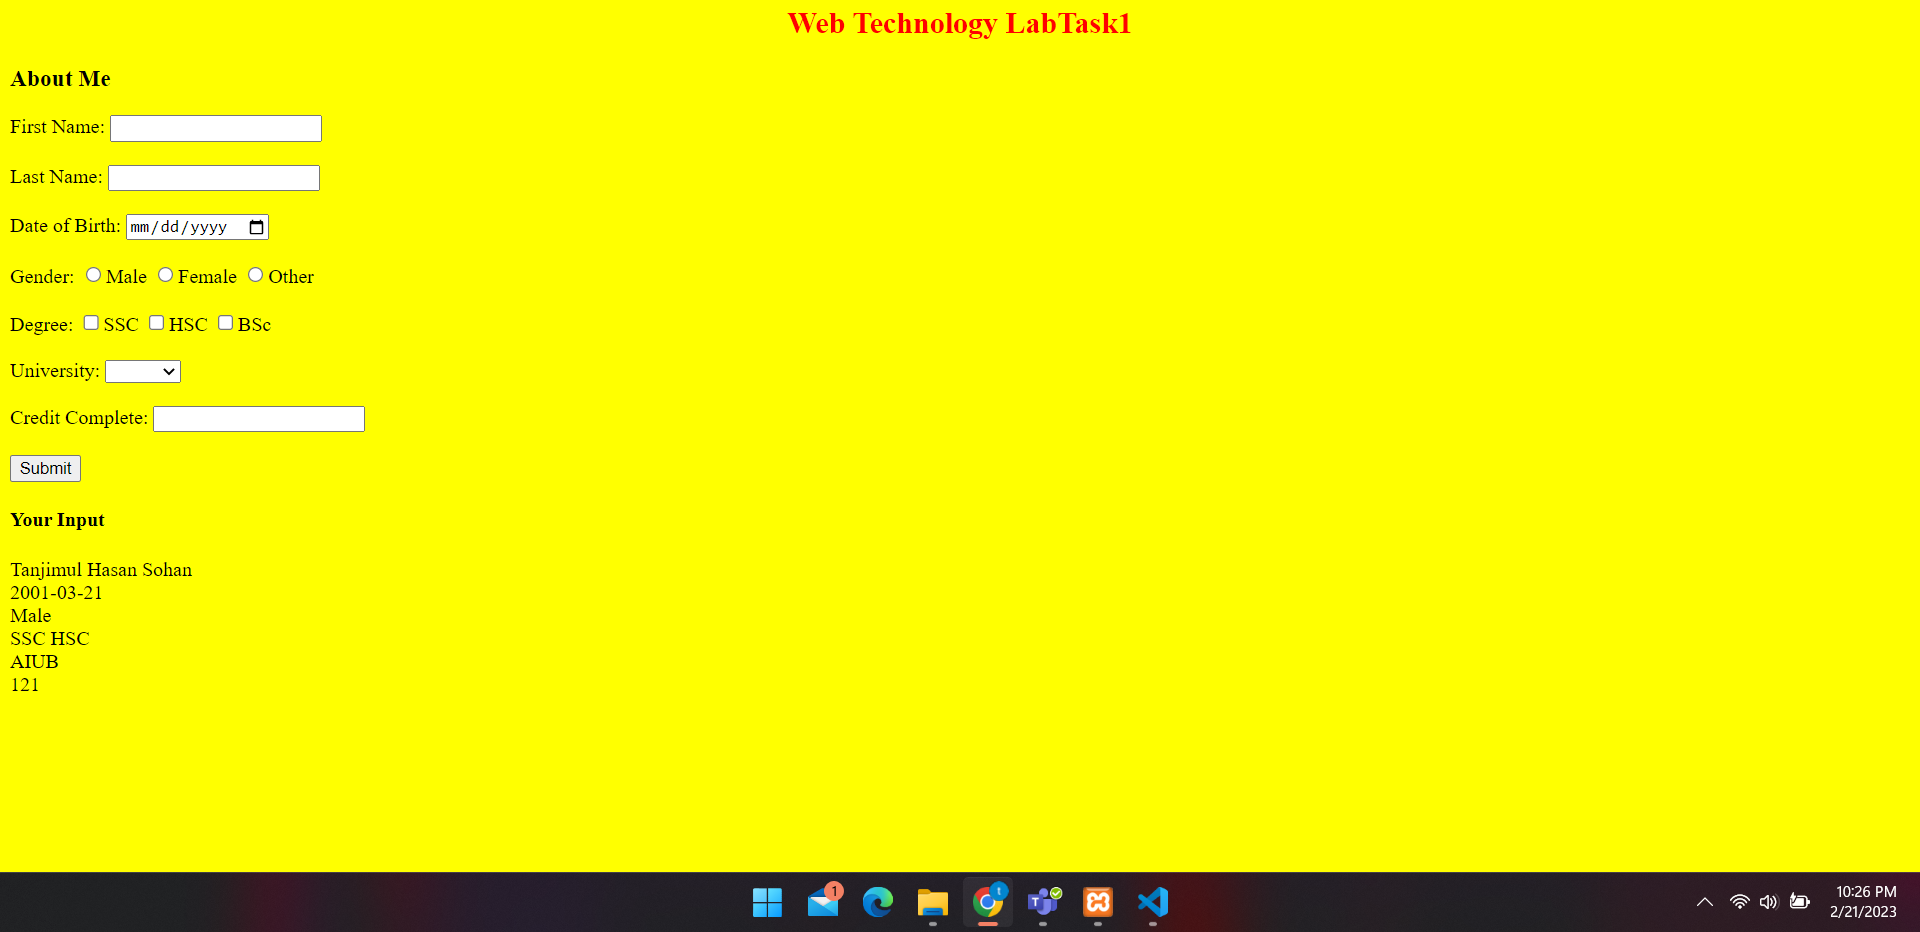 Web Technology LabTask1
About Me
First Name:
Last Name:
Date of Birth: mm/dd/yyyy
Gender: Male Female Other
Degree: SSC HSC BSc
University:
Credit Complete:
Submit
Your Input
Tanjimul Hasan Sohan
2001-03-21
Male
SSC HSC
AIUB
121
1
t
T
10:26 PM
2/21/2023